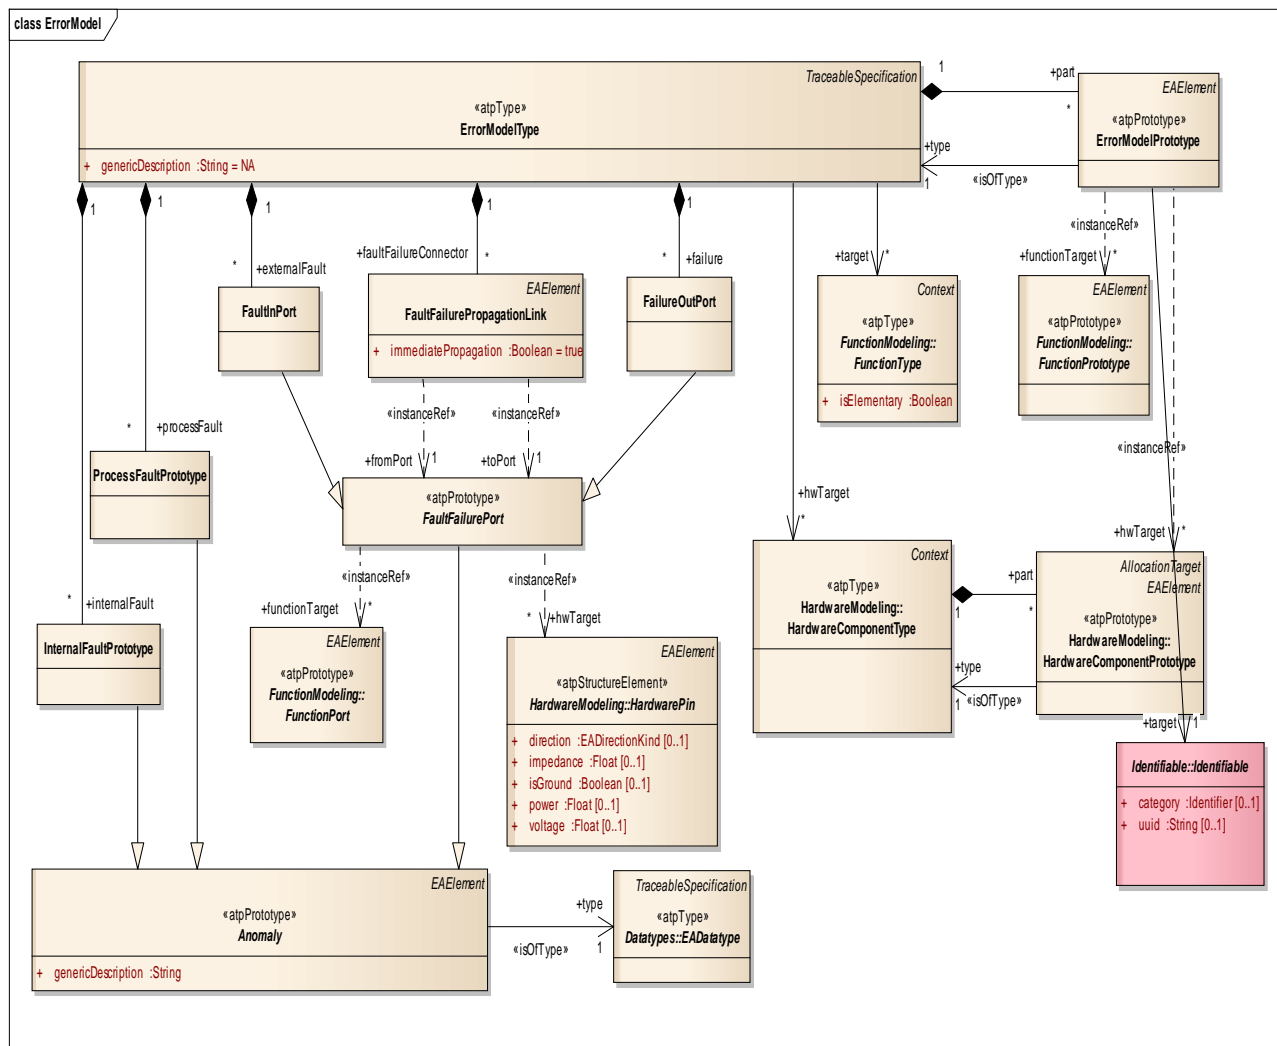 class ErrorModel
TraceableSpecification
«atpType»
ErrorModelType
+ genericDescription :String = NA
1
+part
*
EAElement
«atpPrototype»
ErrorModelPrototype
+type
1
«isOfType»
1
1
1
1
1
+externalFault
*
+faultFailureConnector
*
*
+failure
FaultInPort
EAElement
FaultFailurePropagationLink
+ immediatePropagation :Boolean = true
FailureOutPort
+target
*
Context
«atpType»
FunctionModeling::
FunctionType
+ isElementary :Boolean
«instanceRef»
+functionTarget
*
EAElement
«atpPrototype»
FunctionModeling::
FunctionPrototype
«instanceRef»
«instanceRef»
+fromPort
1
+toPort
1
*
+processFault
ProcessFaultPrototype
«instanceRef»
«atpPrototype»
FaultFailurePort
+hwTarget
*
+hwTarget
*
«instanceRef»
+functionTarget
*
«instanceRef»
*
+hwTarget
*
+internalFault
InternalFaultPrototype
EAElement
«atpPrototype»
FunctionModeling::
FunctionPort
EAElement
«atpStructureElement»
HardwareModeling::HardwarePin
+ direction :EADirectionKind [0..1]
+ impedance :Float [0..1]
+ isGround :Boolean [0..1]
+ power :Float [0..1]
+ voltage :Float [0..1]
Context
«atpType»
HardwareModeling::
HardwareComponentType
+part
1
*
+type
1
«isOfType»
AllocationTarget
EAElement
«atpPrototype»
HardwareModeling::
HardwareComponentPrototype
+target
1
Identifiable::Identifiable
+ category :Identifier [0..1]
+ uuid :String [0..1]
EAElement
«atpPrototype»
Anomaly
+ genericDescription :String
+type
«isOfType»
1
TraceableSpecification
«atpType»
Datatypes::EADatatype